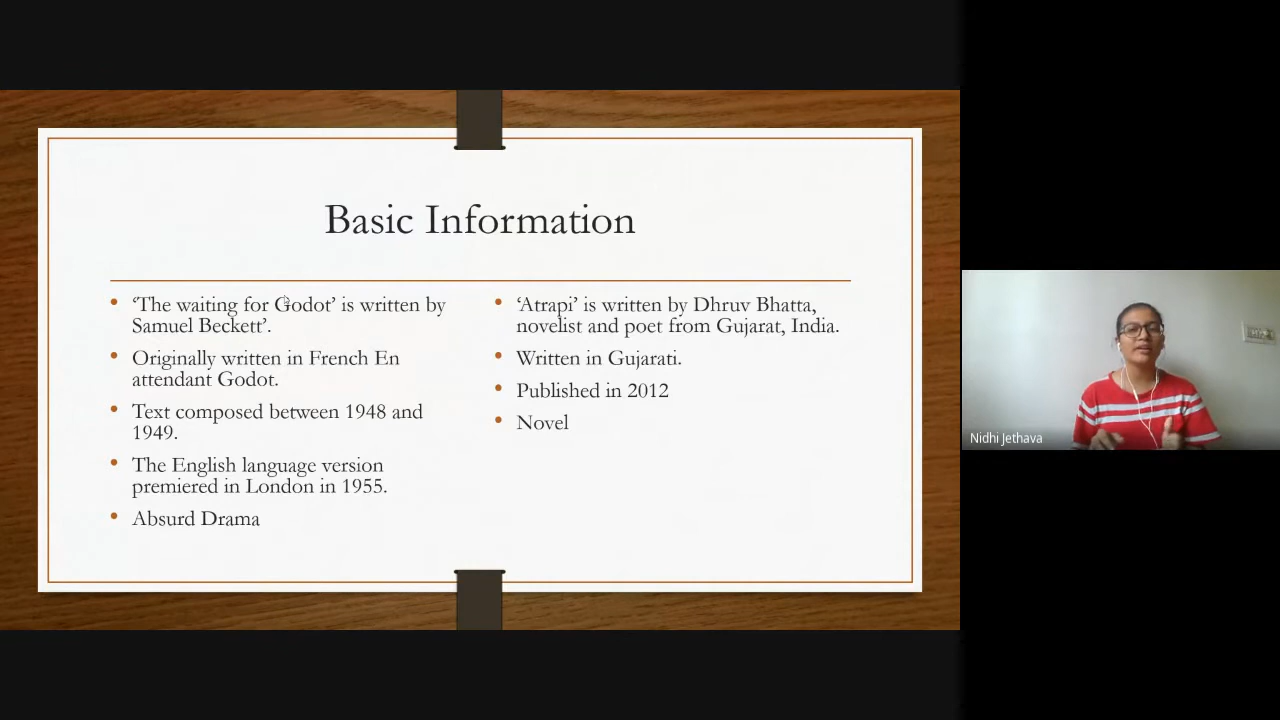 Basic Information
• ‘The waiting for Godot’ is written by
Samuel Beckett’.
• Originally written in French En
attendant Godot.
• Text composed between 1948 and
1949.
• The English language version
premiered in London in 1955.
• Absurd Drama
• ‘Atrapi’ is written by Dhruv Bhatta,
novelist and poet from Gujarat, India.
• Written in Gujarati.
• Published in 2012
• Novel
Nidhi Jethava